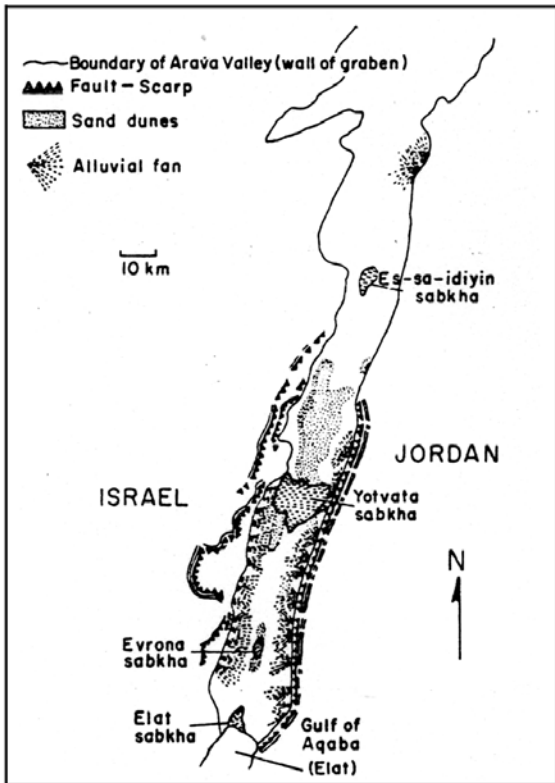 Boundary of Arava Valley (wall of graben)
Fault-Scarp
Sand dunes
Alluvial fan
10 km
Es-sa-idiyin
sabkha
JORDAN
ISRAEL
Yotvata
sabkha
N
Evrona
sabkha
Elat
sabkha
Gulf of
Aqaba
(Elat)